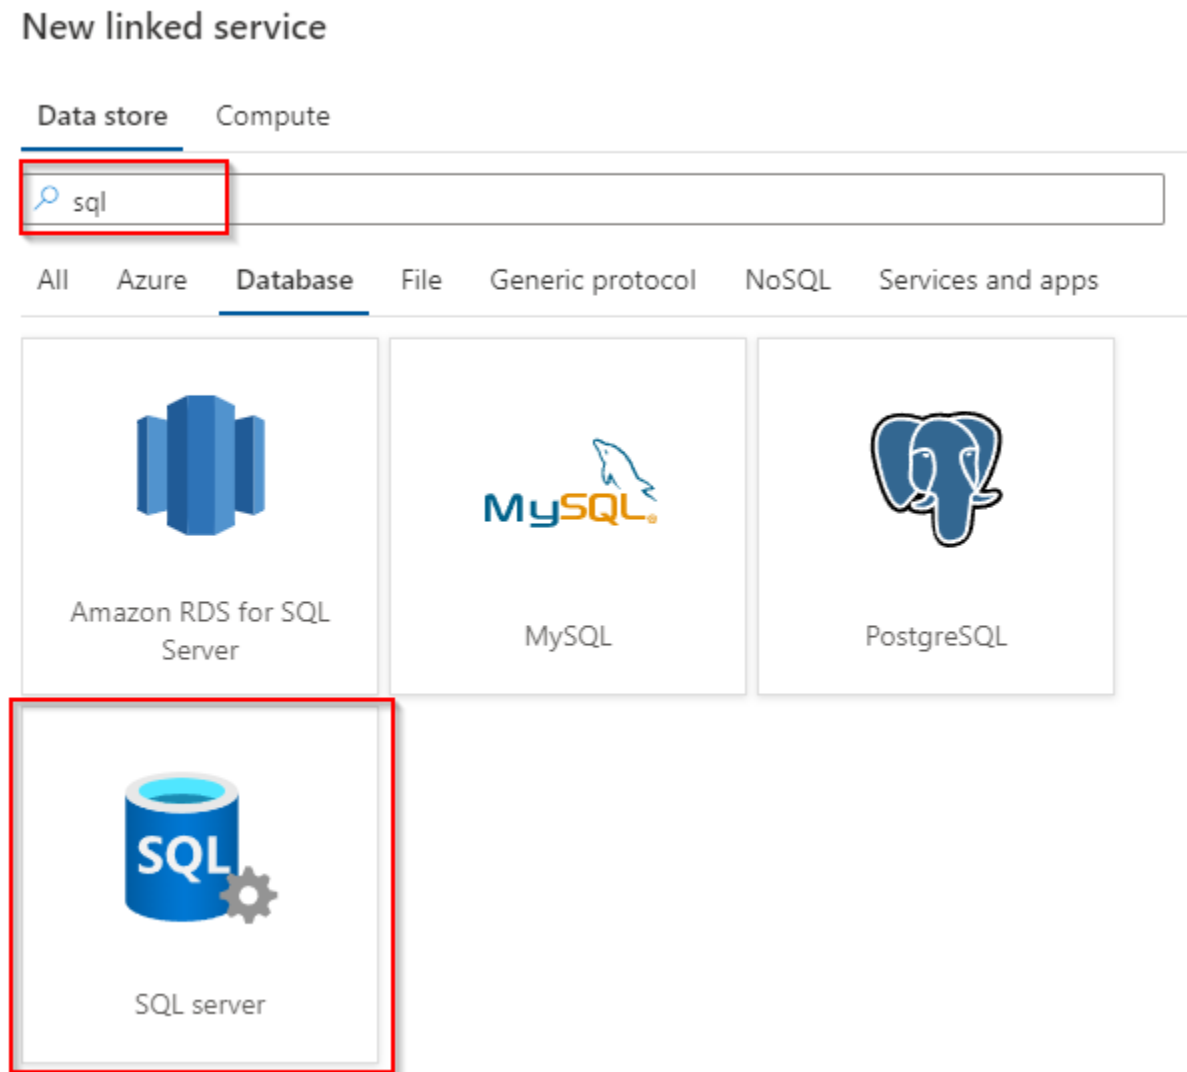 New linked service
Data store Compute
sql
All Azure Database File Generic protocol NoSQL Services and apps
MySQL
Amazon RDS for SQL
Server
MySQL
PostgreSQL
SQL
SQL server